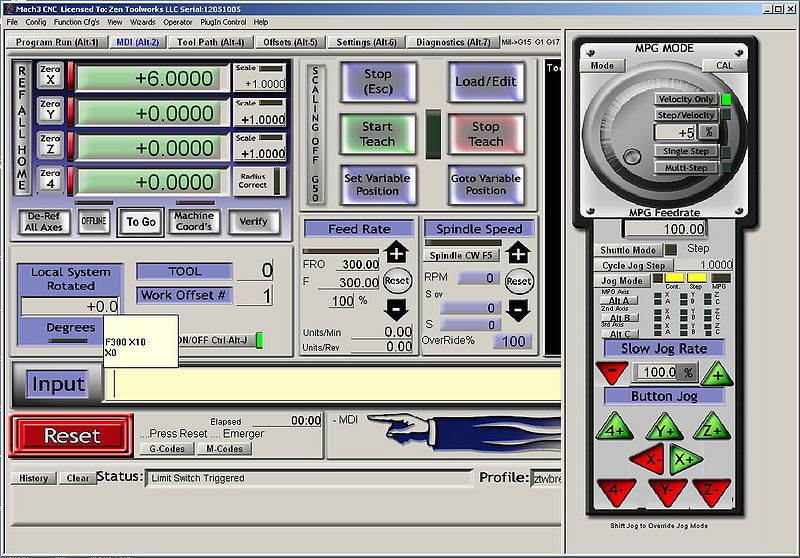 Mach3 CNC Licensed To: Zen Toolworks LLC Serial:120S1005
File Config Function Cfg's View Wizards Operator PlugIn Control Help
Program Run (Alt-1) MDI (Alt-2) Tool Path (Alt-4) Offsets (Alt-5) Settings (Alt-6) Diagnostics (Alt-7) Mill->G15 G1 G17
REF ALL HOME
Zero X +6.0000 Scale +1.0000
Zero Y +0.0000 Scale +1.0000
Zero Z +0.0000 Scale +1.0000
Zero 4 +0.0000 Radius Correct
De-Ref All Axes OFFLINE To Go Machine Coord's Verify
SCALING OFF G50
Stop (Esc) Load/Edit
Start Teach Stop Teach
Set Variable Position Goto Variable Position
Local System Rotated
+0.0
Degrees
TOOL 0
Work Offset # 1
F300 X10
X0
ON/OFF Ctrl-Alt-J
Feed Rate
FRO 300.00
F 300.00
100 %
Reset
Units/Min 0.00
Units/Rev 0.00
Spindle Speed
Spindle CW F5
RPM 0
S ov 0
S 0
Reset
OverRide% 100
Input
Reset
Elapsed 00:00
....Press Reset .... Emerger
G-Codes M-Codes
- MDI
History Clear Status: Limit Switch Triggered Profile: ztwbre
MPG MODE
Mode CAL
Velocity Only
Step/Velocity
+5 %
Single Step
Multi-Step
MPG Feedrate
100.00
Shuttle Mode Step
Cycle Jog Step 1.0000
Jog Mode Cont. Step MPG
MPG Axis
Alt A X Y Z
A B C
2nd Axis
Alt B X Y Z
A B C
3rd Axis
Alt C X Y Z
A B C
Slow Jog Rate
- 100.0 % +
Button Jog
4+ Y+ Z+
X- X+
4- Y- Z-
Shift Jog to Override Jog Mode